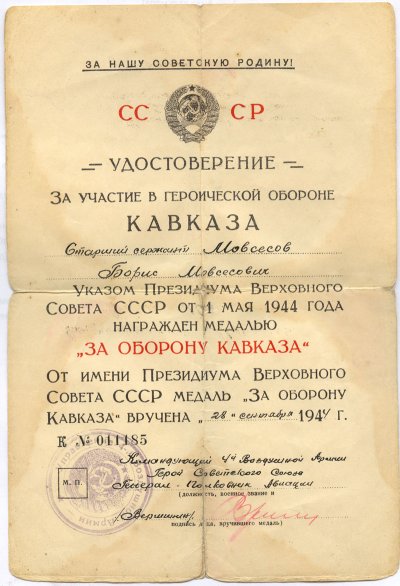 ЗА НАШУ СОВЕТСКУЮ РОДИНУ!
СС СР
УДОСТОВЕРЕНИЕ
ЗА УЧАСТИЕ В ГЕРОИЧЕСКОЙ ОБОРОНЕ
КАВКАЗА
Старший сержант Мовсесов
Борис Мовсесович
УКАЗОМ ПРЕЗИДИУМА ВЕРХОВНОГО
СОВЕТА СССР ОТ 1 МАЯ 1944 ГОДА
НАГРАЖДЕН МЕДАЛЬЮ
„ЗА ОБОРОНУ КАВКАЗА“
ОТ ИМЕНИ ПРЕЗИДИУМА ВЕРХОВНОГО
СОВЕТА СССР МЕДАЛЬ „ЗА ОБОРОНУ
КАВКАЗА“ ВРУЧЕНА „28“ сентября 1944 Г.
К № 041185
Командующий 4й Воздушной Армии
Герой Советского Союза
Генерал-Полковник Авиации
М. П.
(должность, военное звание и
/Вершинин/
подпись лица, вручившего медаль)